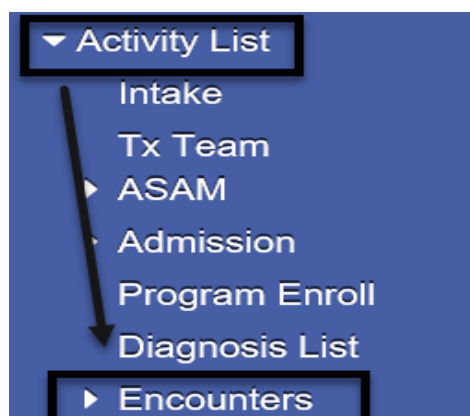 Activity List
Intake
Tx Team
ASAM
Admission
Program Enroll
Diagnosis List
Encounters